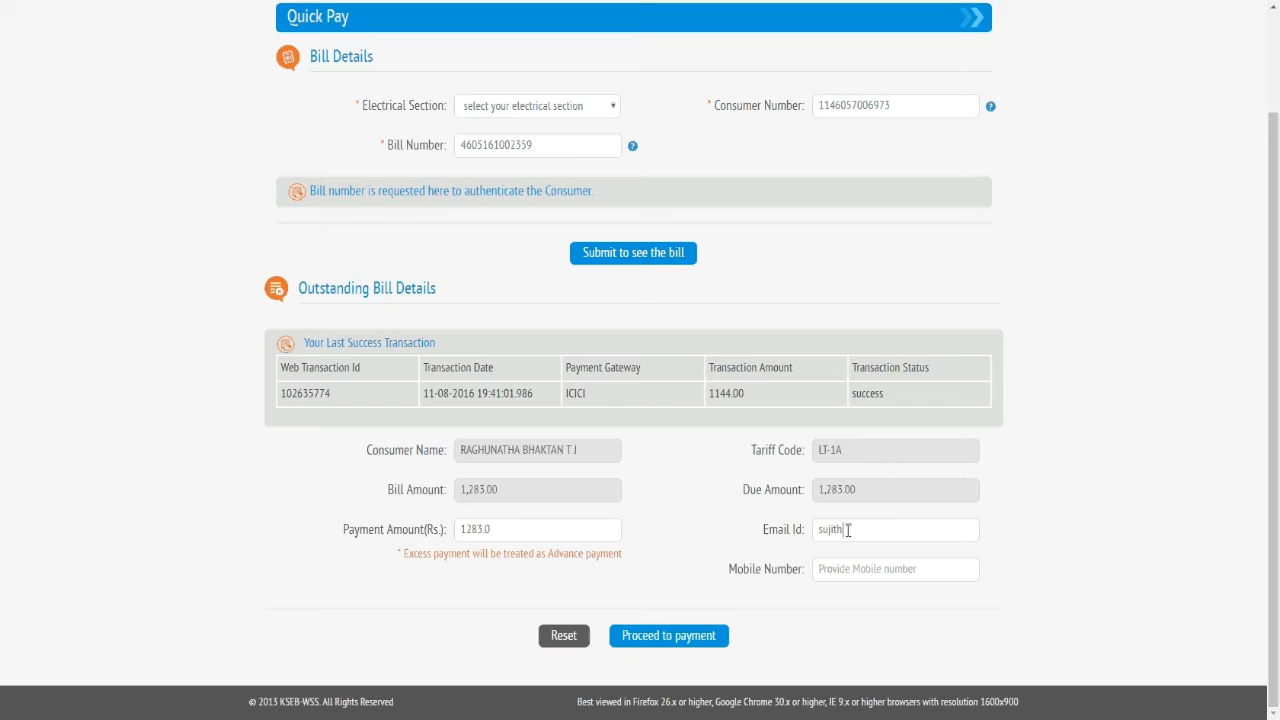 Quick Pay
Bill Details
* Electrical Section: select your electrical section
* Consumer Number: 1146057006973
* Bill Number: 4605161002359
Bill number is requested here to authenticate the Consumer.
Submit to see the bill
Outstanding Bill Details
Your Last Success Transaction
Web Transaction Id Transaction Date Payment Gateway Transaction Amount Transaction Status
102635774 11-08-2016 19:41:01.986 ICICI 1144.00 success
Consumer Name: RAGHUNATHA BHAKTAN T J
Tariff Code: LT-1A
Bill Amount: 1,283.00
Due Amount: 1,283.00
Payment Amount(Rs.): 1283.0
Email Id: sujith
* Excess payment will be treated as Advance payment
Mobile Number: Provide Mobile number
Reset
Proceed to payment
© 2013 KSEB-WSS. All Rights Reserved
Best viewed in Firefox 26.x or higher, Google Chrome 30.x or higher, IE 9.x or higher browsers with resolution 1600x900